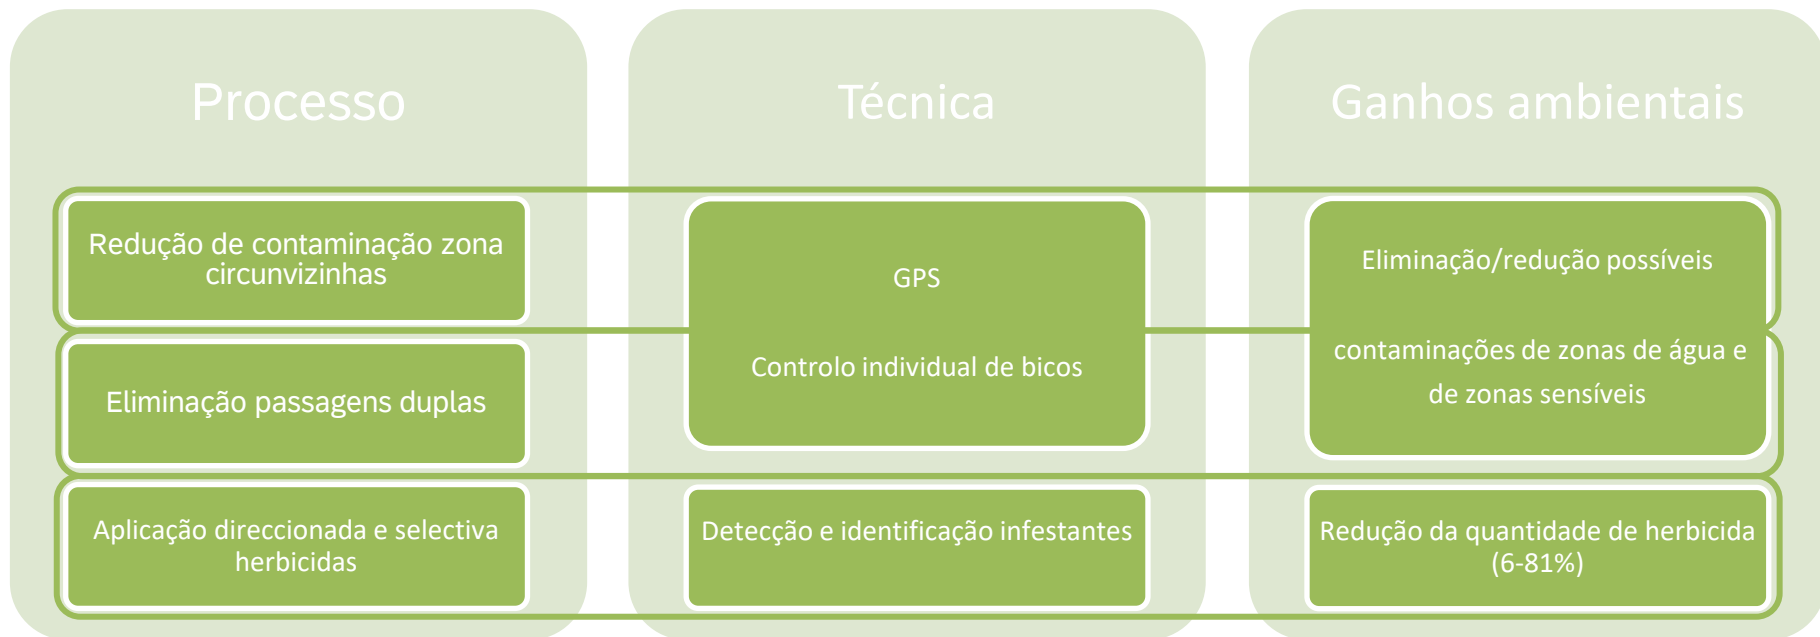 Processo
Técnica
Ganhos ambientais
Redução de contaminação zona
circunvizinhas
Eliminação passagens duplas
GPS
Controlo individual de bicos
Eliminação/redução possíveis
contaminações de zonas de água e
de zonas sensíveis
Aplicação direccionada e selectiva
herbicidas
Detecção e identificação infestantes
Redução da quantidade de herbicida
(6-81%)